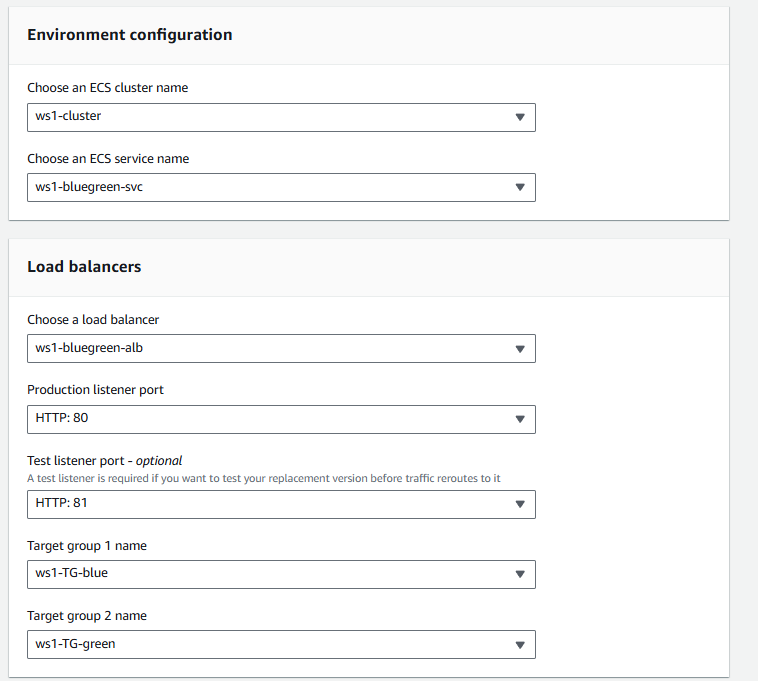 Environment configuration
Choose an ECS cluster name
ws1-cluster
Choose an ECS service name
ws1-bluegreen-svc
Load balancers
Choose a load balancer
ws1-bluegreen-alb
Production listener port
HTTP: 80
Test listener port - optional
A test listener is required if you want to test your replacement version before traffic reroutes to it
HTTP: 81
Target group 1 name
ws1-TG-blue
Target group 2 name
ws1-TG-green